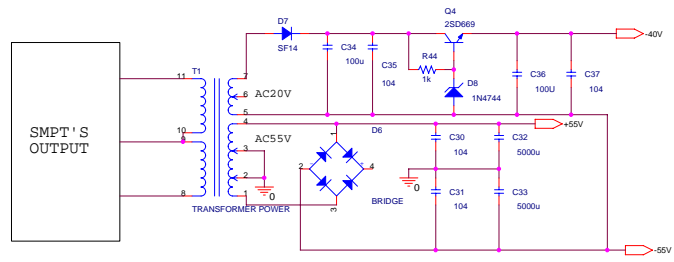 Q4
2SD669
D7
SF14
-40V
C34
100u
C35
104
R44
1k
D8
1N4744
C36
100U
C37
104
T1
11
7
6
AC20V
5
SMPT'S
OUTPUT
10
9
4
AC55V
3
2
0
8
1
TRANSFORMER POWER
D6
1
2
4
3
-
+
BRIDGE
+55V
C30
104
C32
5000u
0
C31
104
C33
5000u
-55V